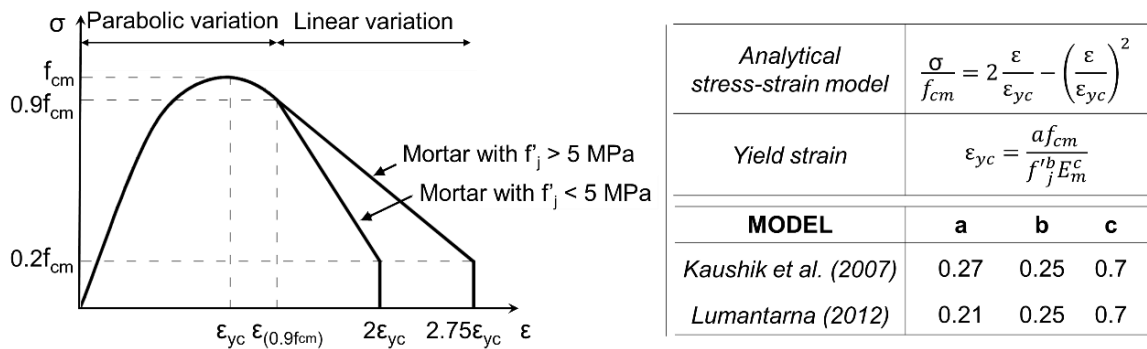 σ Parabolic variation Linear variation
f_cm
0.9f_cm
Mortar with f'_j > 5 MPa
Mortar with f'_j < 5 MPa
0.2f_cm
ε_yc ε_(0.9fcm) 2ε_yc 2.75ε_yc ε
Analytical
stress-strain model
σ/f_cm = 2 ε/ε_yc − (ε/ε_yc)^2
Yield strain
ε_yc = af_cm/f'^b_j E^c_m
MODEL a b c
Kaushik et al. (2007) 0.27 0.25 0.7
Lumantarna (2012) 0.21 0.25 0.7